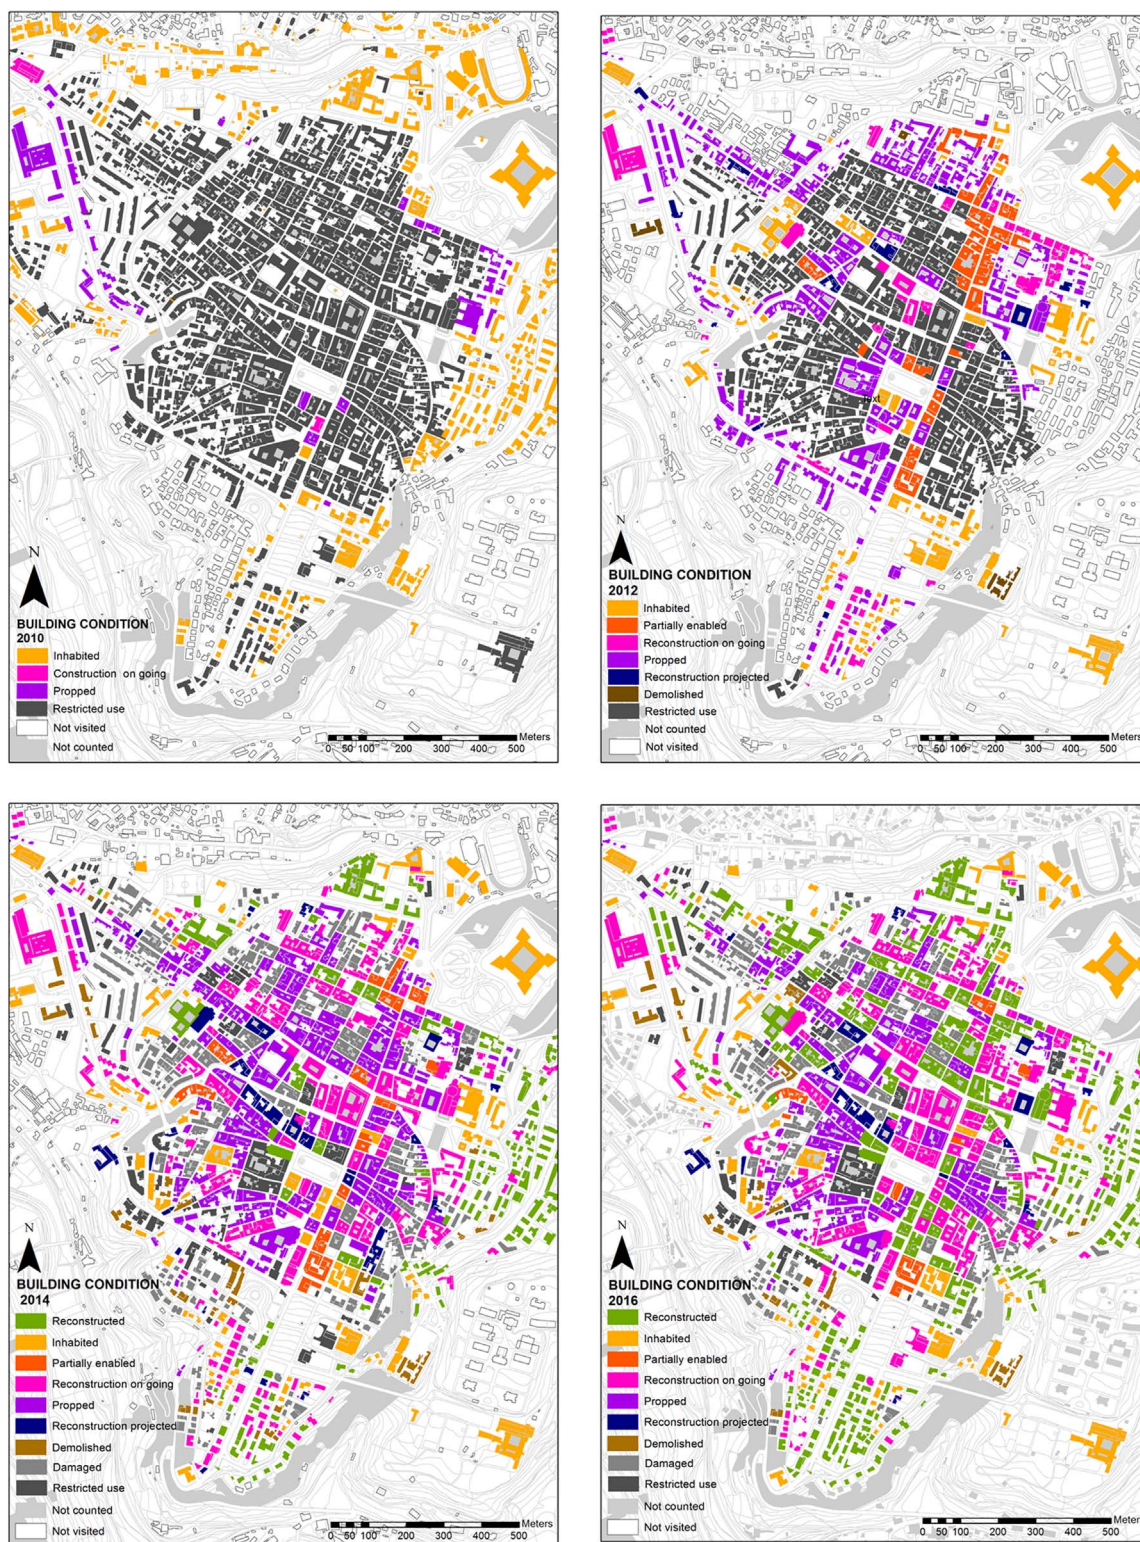 N
BUILDING CONDITION
2010
Inhabited
Construction on going
Propped
Restricted use
Not visited
Not counted
Meters
0 50 100 200 300 400 500
text
N
BUILDING CONDITION
2012
Inhabited
Partially enabled
Reconstruction on going
Propped
Reconstruction projected
Demolished
Restricted use
Not counted
Not visited
Meters
0 50 100 200 300 400 500
N
BUILDING CONDITION
2014
Reconstructed
Inhabited
Partially enabled
Reconstruction on going
Propped
Reconstruction projected
Demolished
Damaged
Restricted use
Not counted
Not visited
Meters
0 50 100 200 300 400 500
N
BUILDING CONDITION
2016
Reconstructed
Inhabited
Partially enabled
Reconstruction on going
Propped
Reconstruction projected
Demolished
Damaged
Restricted use
Not counted
Not visited
Meters
0 50 100 200 300 400 500